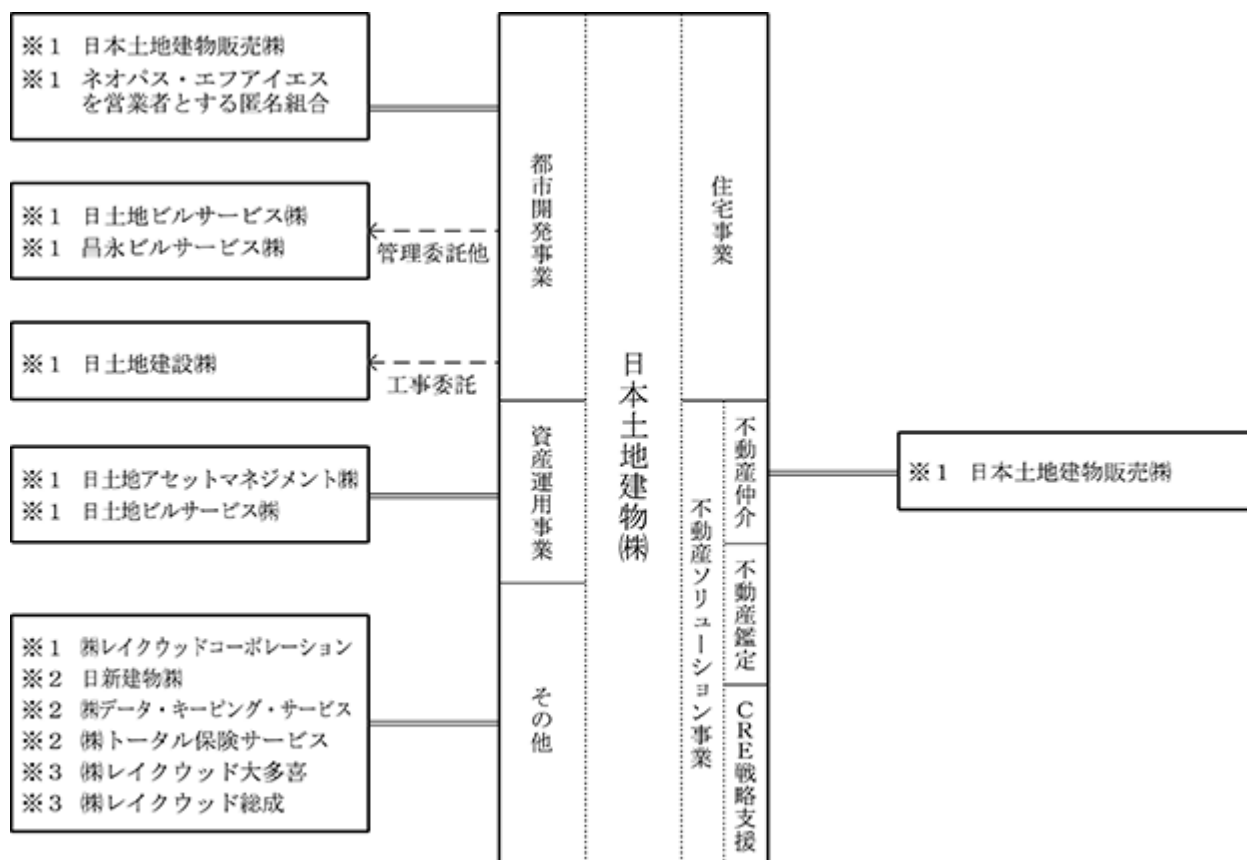 ※1 日本土地建物販売㈱
※1 ネオパス・エフアイエス
を営業者とする匿名組合
※1 日土地ビルサービス㈱
※1 昌永ビルサービス㈱
管理委託他
※1 日土地建設㈱
工事委託
※1 日土地アセットマネジメント㈱
※1 日土地ビルサービス㈱
※1 ㈱レイクウッドコーポレーション
※2 日新建物㈱
※2 ㈱データ・キーピング・サービス
※2 ㈱トータル保険サービス
※3 ㈱レイクウッド大多喜
※3 ㈱レイクウッド総成
都市開発事業
資産運用事業
その他
日本土地建物㈱
住宅事業
不動産ソリューション事業
不動産仲介
不動産鑑定
CRE戦略支援
※1 日本土地建物販売㈱